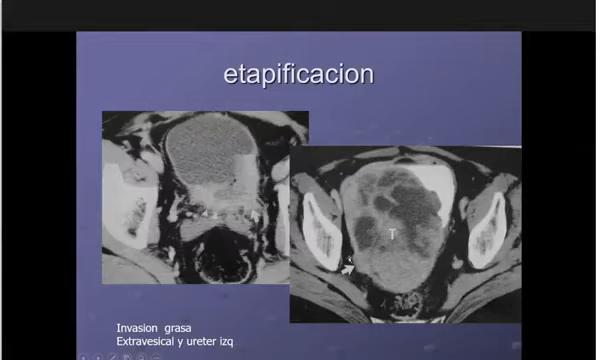 etapificacion
T
Invasion grasa
Extravesical y ureter izq